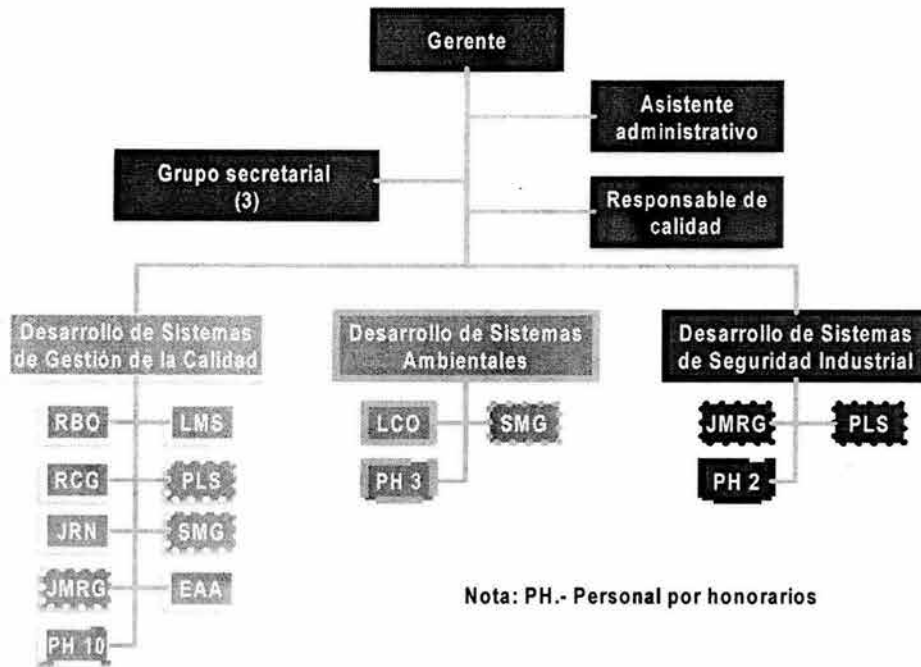 Gerente
Asistente
administrativo
Grupo secretarial
(3)
Responsable de
calidad
Desarrollo de Sistemas
de Gestión de la Calidad
Desarrollo de Sistemas
Ambientales
Desarrollo de Sistemas
de Seguridad Industrial
RBO
LMS
RCG
PLS
JRN
SMG
JMRG
EAA
PH 10
LCO
SMG
PH 3
JMRG
PLS
PH 2
Nota: PH.- Personal por honorarios